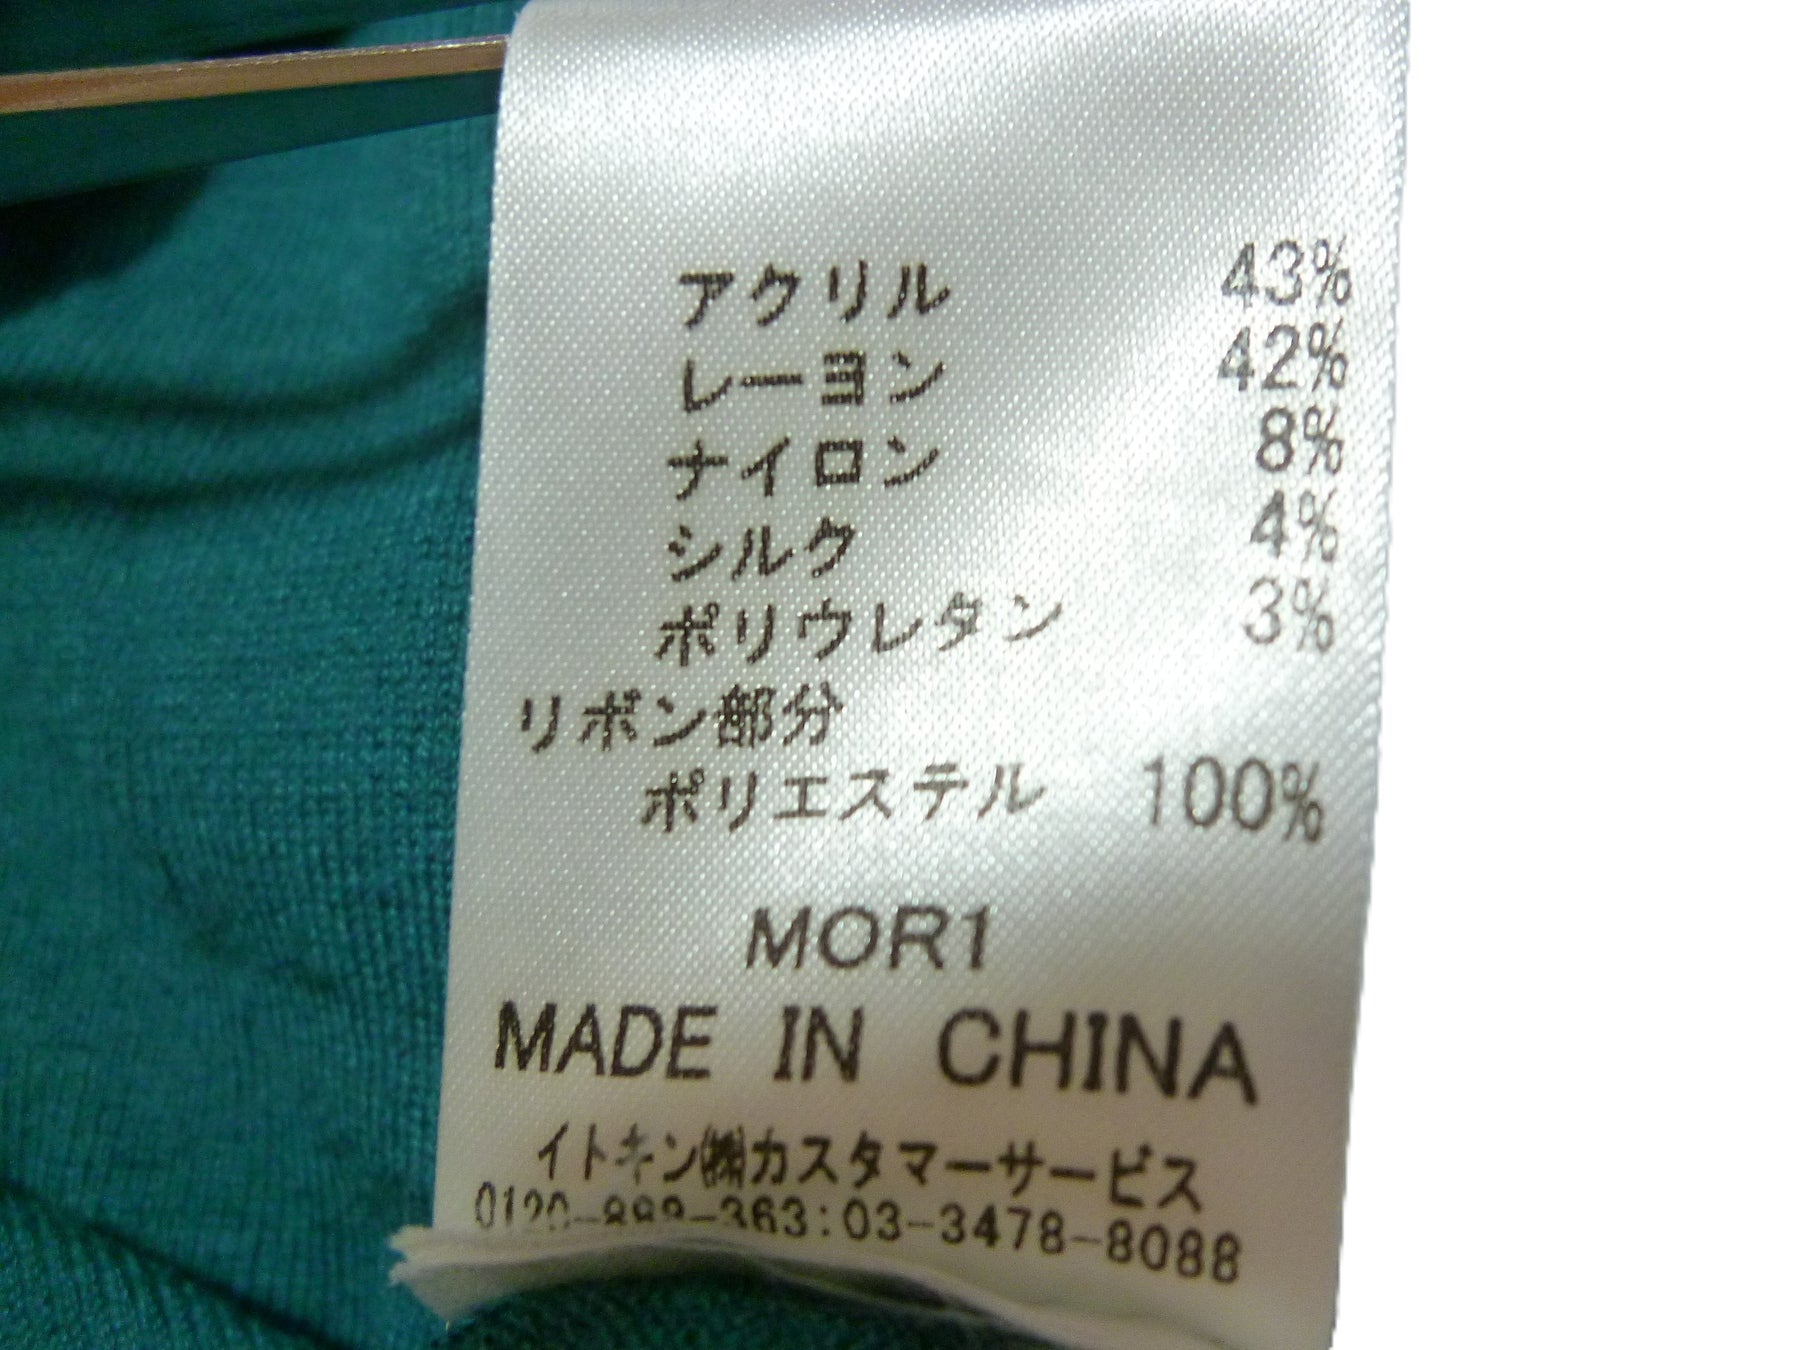 アクリル 43%
レーヨン 42%
ナイロン 8%
シルク 4%
ポリウレタン 3%
リボン部分
ポリエステル 100%
MOR1
MADE IN CHINA
イトキン㈱カスタマーサービス
03-3478-8088